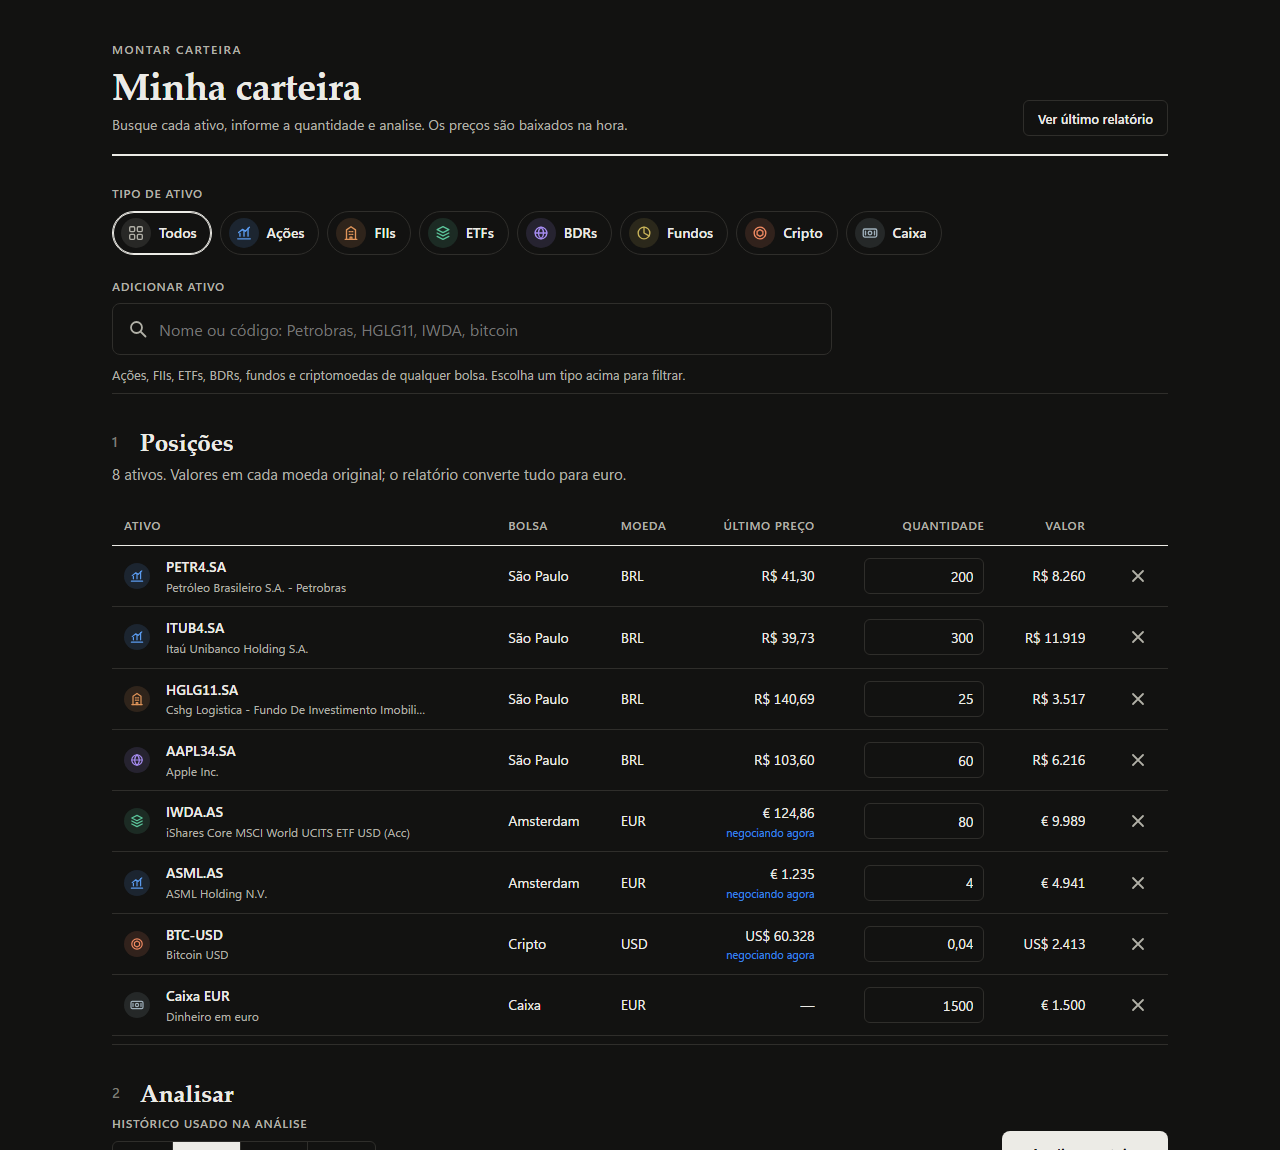 MONTAR CARTEIRA
Minha carteira
Busque cada ativo, informe a quantidade e analise. Os preços são baixados na hora.
Ver último relatório
TIPO DE ATIVO
Todos Ações FIIs ETFs BDRs Fundos Cripto Caixa
ADICIONAR ATIVO
Nome ou código: Petrobras, HGLG11, IWDA, bitcoin
Ações, FIIs, ETFs, BDRs, fundos e criptomoedas de qualquer bolsa. Escolha um tipo acima para filtrar.
1 Posições
8 ativos. Valores em cada moeda original; o relatório converte tudo para euro.
ATIVO BOLSA MOEDA ÚLTIMO PREÇO QUANTIDADE VALOR
PETR4.SA São Paulo BRL R$ 41,30 200 R$ 8.260
Petróleo Brasileiro S.A. - Petrobras
ITUB4.SA São Paulo BRL R$ 39,73 300 R$ 11.919
Itaú Unibanco Holding S.A.
HGLG11.SA São Paulo BRL R$ 140,69 25 R$ 3.517
Cshg Logistica - Fundo De Investimento Imobili...
AAPL34.SA São Paulo BRL R$ 103,60 60 R$ 6.216
Apple Inc.
IWDA.AS Amsterdam EUR € 124,86 80 € 9.989
iShares Core MSCI World UCITS ETF USD (Acc) negociando agora
ASML.AS Amsterdam EUR € 1.235 4 € 4.941
ASML Holding N.V. negociando agora
BTC-USD Cripto USD US$ 60.328 0,04 US$ 2.413
Bitcoin USD negociando agora
Caixa EUR Caixa EUR — 1500 € 1.500
Dinheiro em euro
2 Analisar
HISTÓRICO USADO NA ANÁLISE